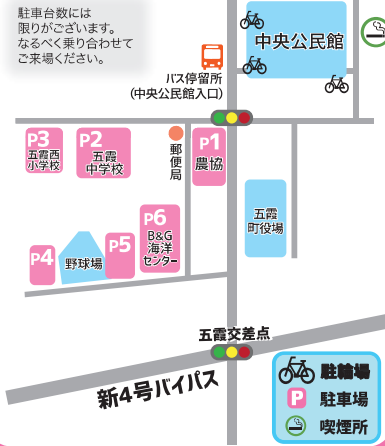 駐車台数には
限りがございます。
なるべく乗り合わせて
ご来場ください。
中央公民館
バス停留所
(中央公民館入口)
P3
五霞西
小学校
P2
五霞
中学校
郵便局
P1
農協
P6
B&G
海洋
センター
五霞
町役場
P4
野球場
P5
五霞交差点
新4号バイパス
駐輪場
P
駐車場
喫煙所